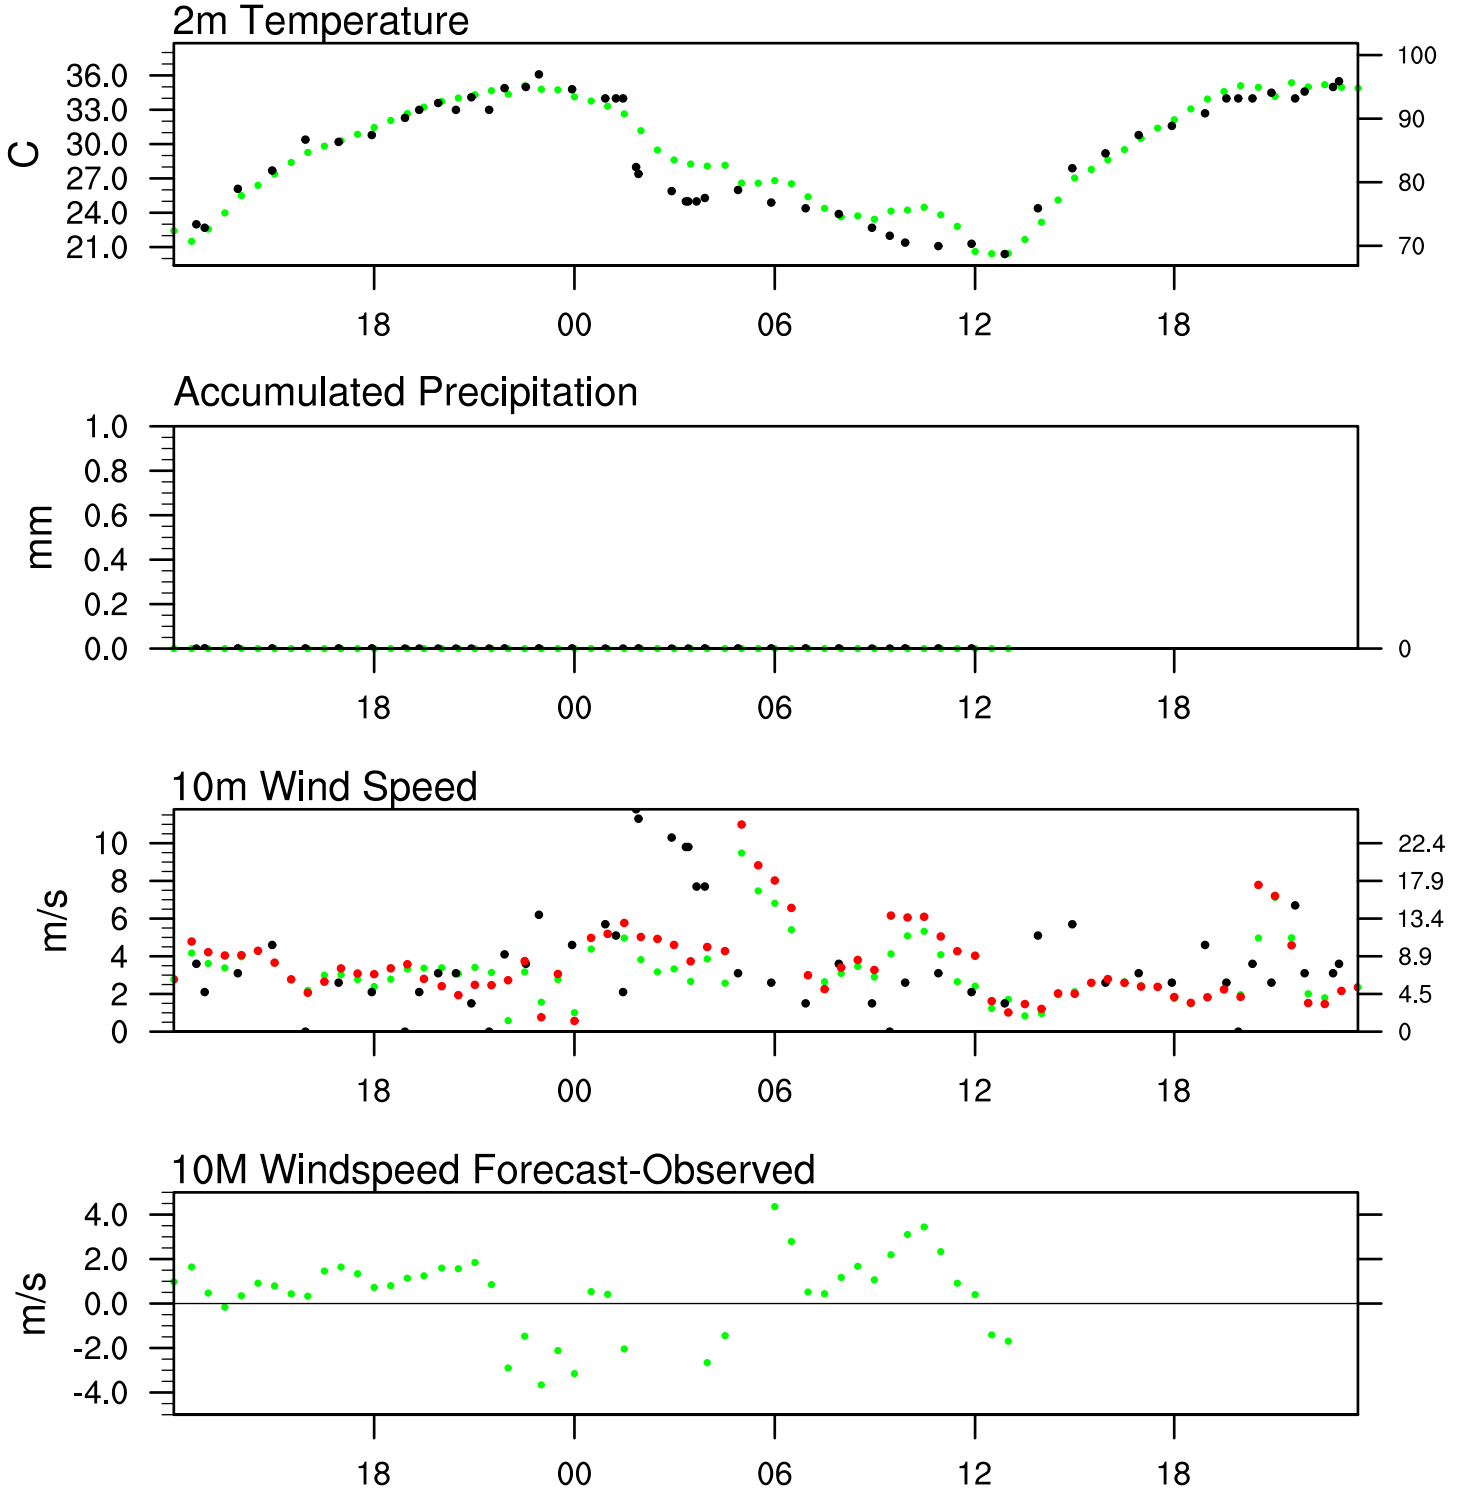 2m Temperature
36.0
33.0
30.0
27.0
24.0
21.0
C
100
90
80
70
18 00 06 12 18
Accumulated Precipitation
1.0
0.8
0.6
0.4
0.2
0.0
mm
0
18 00 06 12 18
10m Wind Speed
10
8
6
4
2
0
m/s
22.4
17.9
13.4
8.9
4.5
0
18 00 06 12 18
10M Windspeed Forecast-Observed
4.0
2.0
0.0
-2.0
-4.0
m/s
18 00 06 12 18